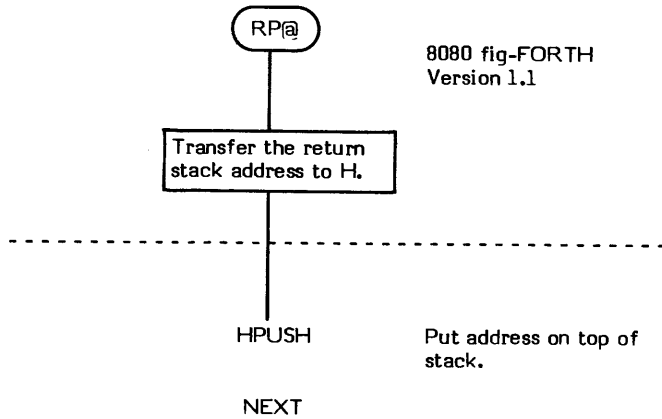 RP@
8080 fig-FORTH
Version 1.1
Transfer the return
stack address to H.
HPUSH
Put address on top of
stack.
NEXT